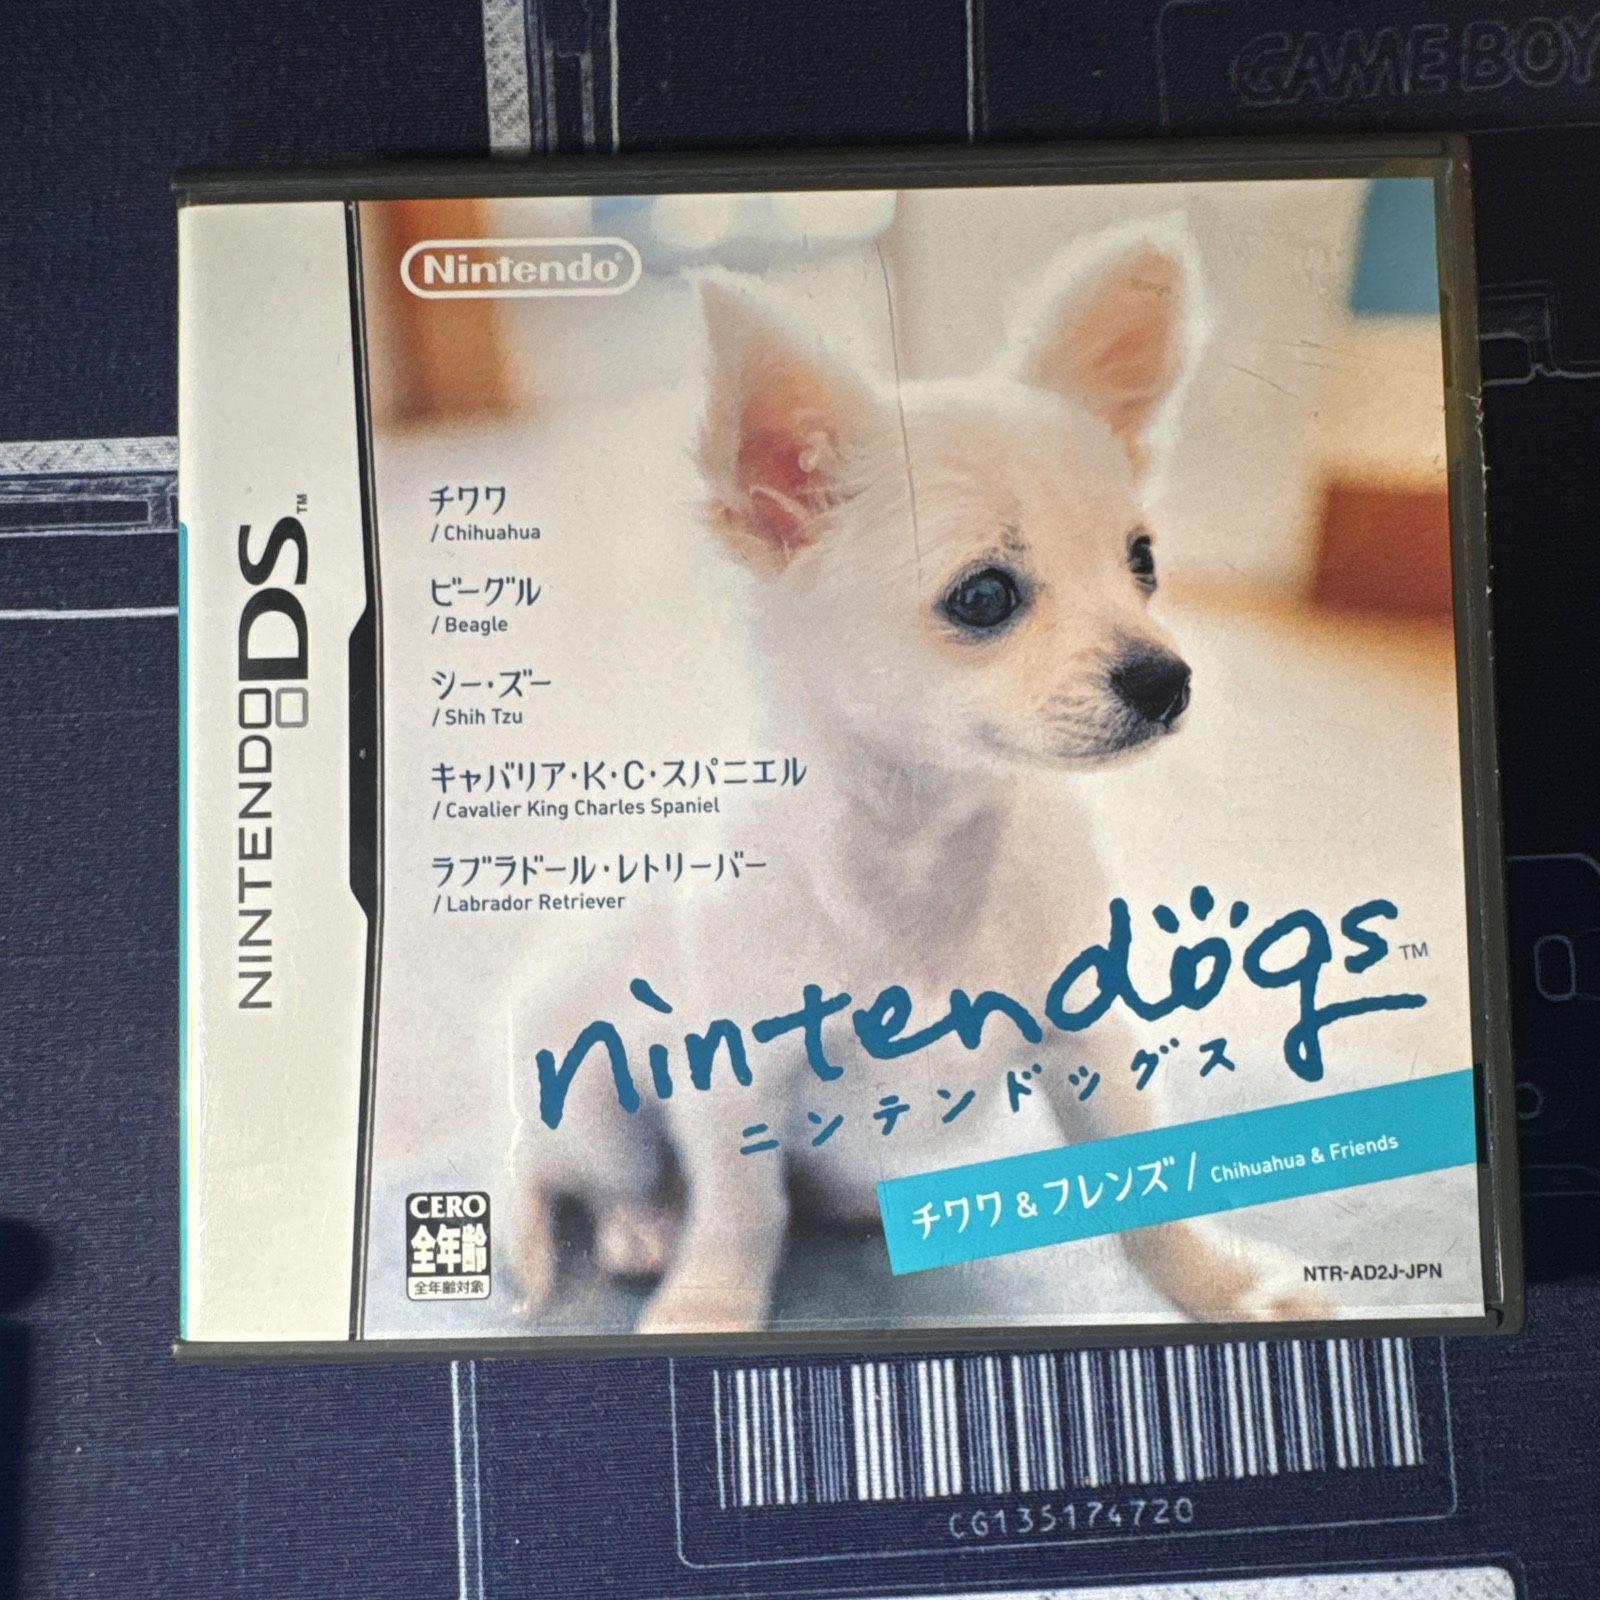 GAME BOY
Nintendo®
NINTENDO DS™
チワワ
/ Chihuahua
ビーグル
/ Beagle
シー・ズー
/ Shih Tzu
キャバリア・K・C・スパニエル
/ Cavalier King Charles Spaniel
ラブラドール・レトリーバー
/ Labrador Retriever
nintendogs™
ニンテンドッグス
チワワ & フレンズ / Chihuahua & Friends
CERO
全年齢
全年齢対象
NTR-AD2J-JPN
CG135174720